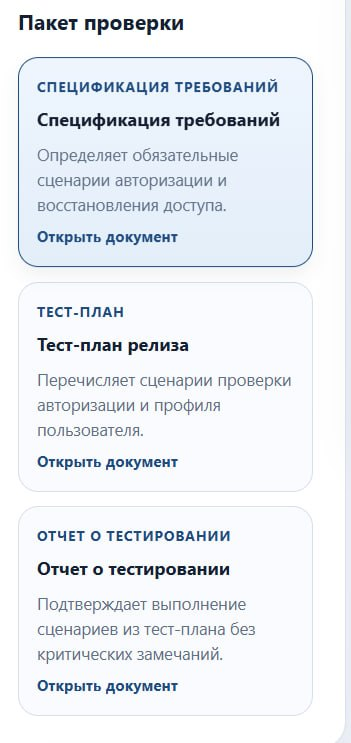 Пакет проверки
СПЕЦИФИКАЦИЯ ТРЕБОВАНИЙ
Спецификация требований
Определяет обязательные
сценарии авторизации и
восстановления доступа.
Открыть документ
ТЕСТ-ПЛАН
Тест-план релиза
Перечисляет сценарии проверки
авторизации и профиля
пользователя.
Открыть документ
ОТЧЕТ О ТЕСТИРОВАНИИ
Отчет о тестировании
Подтверждает выполнение
сценариев из тест-плана без
критических замечаний.
Открыть документ